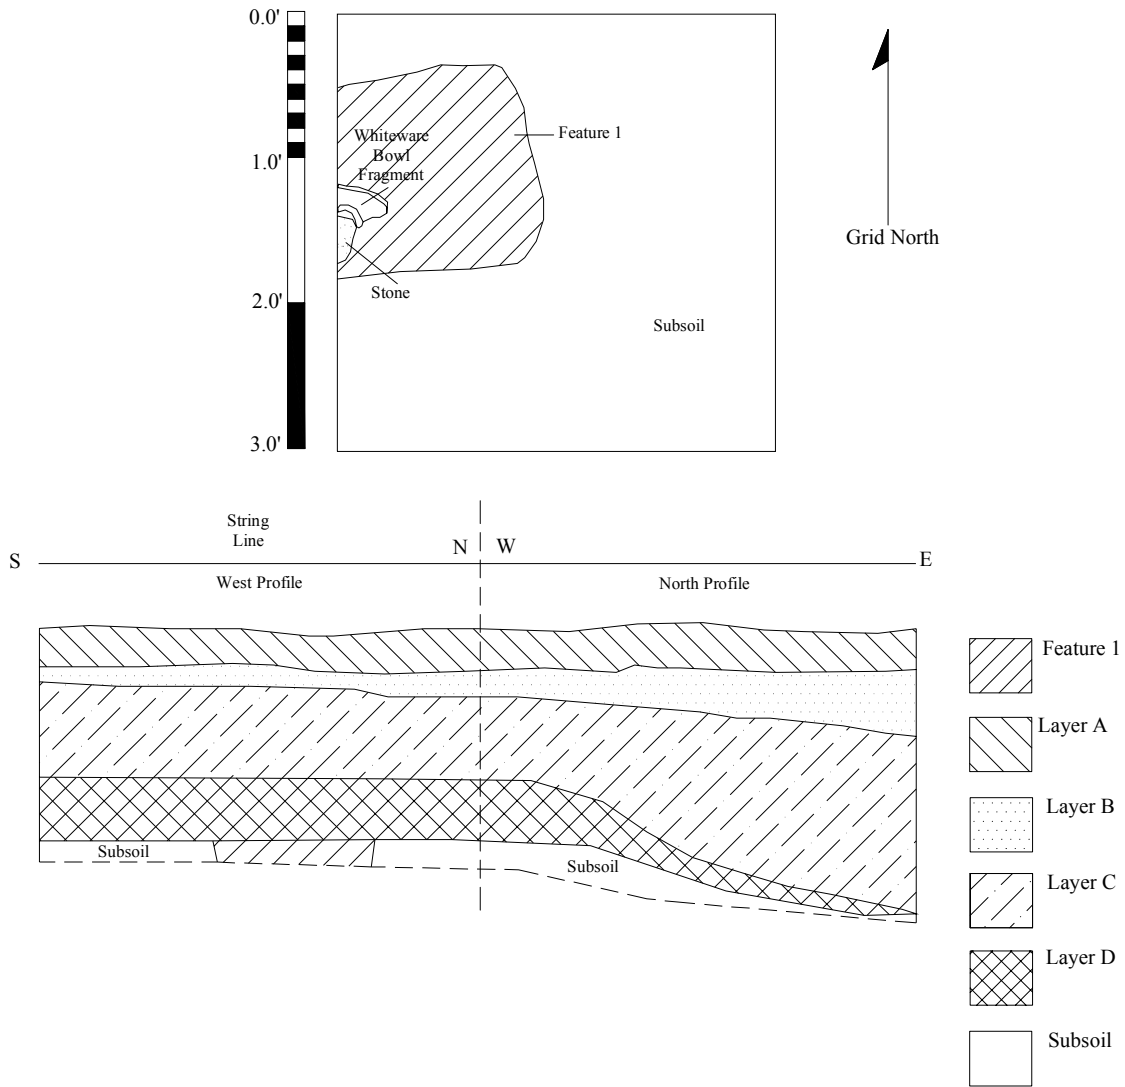 0.0'
Whiteware
Bowl
Fragment
Feature 1
1.0'
Grid North
Stone
2.0'
Subsoil
3.0'
String
Line
S
N
W
E
West Profile
North Profile
Feature 1
Layer A
Layer B
Subsoil
Subsoil
Layer C
Layer D
Subsoil